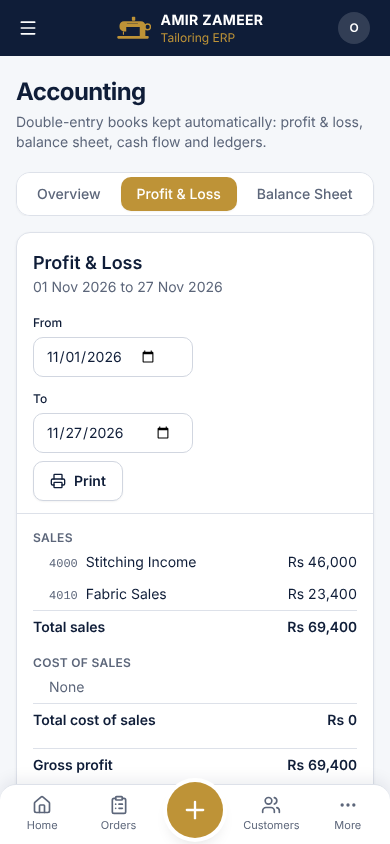 AMIR ZAMEER
Tailoring ERP
O
Accounting
Double-entry books kept automatically: profit & loss,
balance sheet, cash flow and ledgers.
Overview
Profit & Loss
Balance Sheet
Profit & Loss
01 Nov 2026 to 27 Nov 2026
From
11/01/2026
To
11/27/2026
Print
SALES
4000 Stitching Income Rs 46,000
4010 Fabric Sales Rs 23,400
Total sales Rs 69,400
COST OF SALES
None
Total cost of sales Rs 0
Gross profit Rs 69,400
Home
Orders
Customers
More